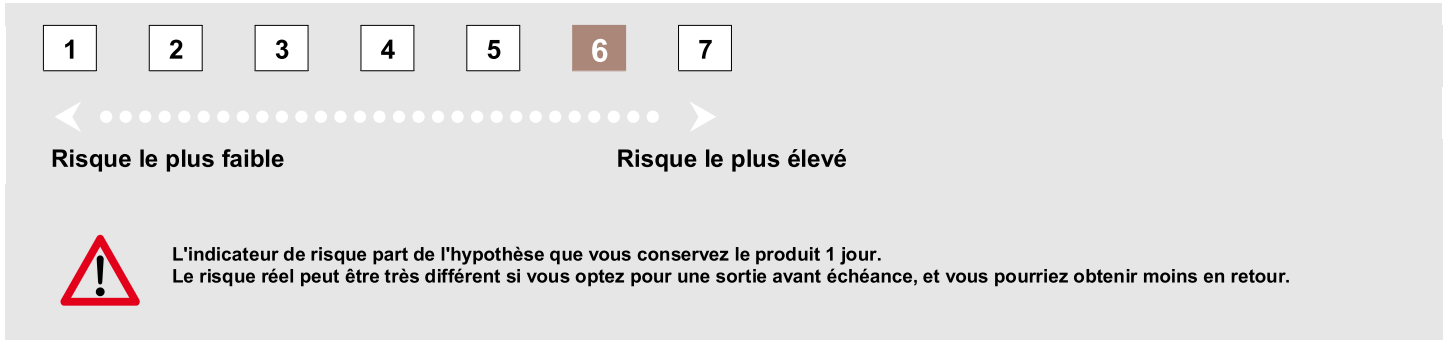 1 2 3 4 5 6 7
Risque le plus faible Risque le plus élevé
L'indicateur de risque part de l'hypothèse que vous conservez le produit 1 jour.
Le risque réel peut être très différent si vous optez pour une sortie avant échéance, et vous pourriez obtenir moins en retour.